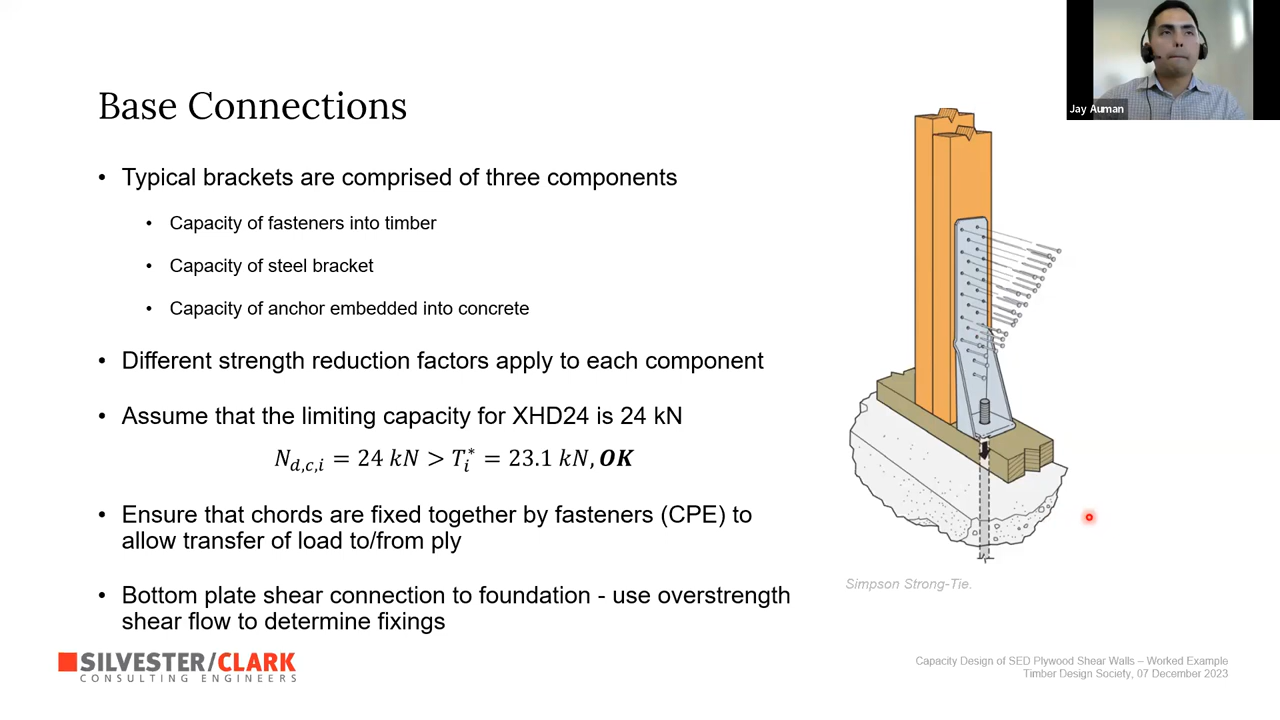 Jay Auman
Base Connections
• Typical brackets are comprised of three components
• Capacity of fasteners into timber
• Capacity of steel bracket
• Capacity of anchor embedded into concrete
• Different strength reduction factors apply to each component
• Assume that the limiting capacity for XHD24 is 24 kN
N_{d,c,i} = 24 kN > T_i^* = 23.1 kN, OK
• Ensure that chords are fixed together by fasteners (CPE) to
allow transfer of load to/from ply
• Bottom plate shear connection to foundation - use overstrength
shear flow to determine fixings
Simpson Strong-Tie.
SILVESTER/CLARK
CONSULTING ENGINEERS
Capacity Design of SED Plywood Shear Walls – Worked Example
Timber Design Society, 07 December 2023